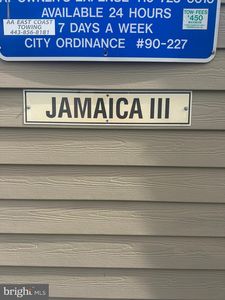 AA EAST COAST
TOWING
443-856-8181
AVAILABLE 24 HOURS
7 DAYS A WEEK
CITY ORDINANCE #90-227
TOW FEES
$450
JAMAICA III
bright MLS